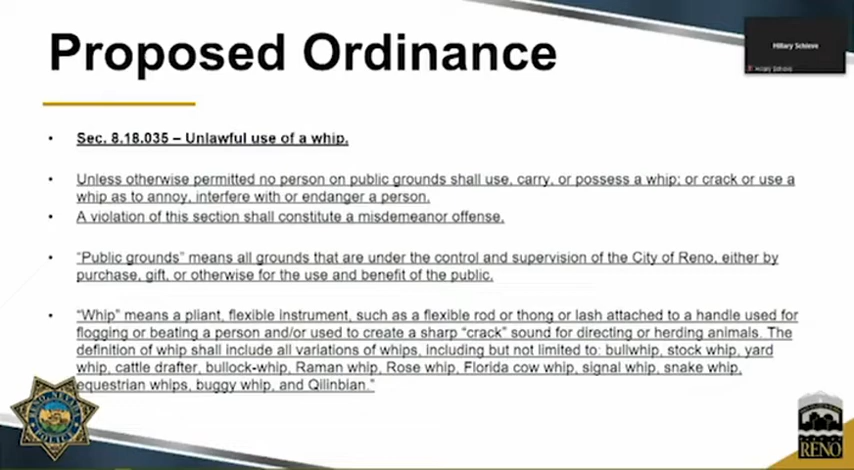 Proposed Ordinance
Hillary Schieve
Hillary Schieve
• Sec. 8.18.035 – Unlawful use of a whip.
• Unless otherwise permitted no person on public grounds shall use, carry, or possess a whip; or crack or use a
whip as to annoy, interfere with or endanger a person.
• A violation of this section shall constitute a misdemeanor offense.
• “Public grounds” means all grounds that are under the control and supervision of the City of Reno, either by
purchase, gift, or otherwise for the use and benefit of the public.
• “Whip” means a pliant, flexible instrument, such as a flexible rod or thong or lash attached to a handle used for
flogging or beating a person and/or used to create a sharp “crack” sound for directing or herding animals. The
definition of whip shall include all variations of whips, including but not limited to: bullwhip, stock whip, yard
whip, cattle drafter, bullock-whip, Raman whip, Rose whip, Florida cow whip, signal whip, snake whip,
equestrian whips, buggy whip, and Qilinbian.”
RENO, NEVADA
POLICE
RENO